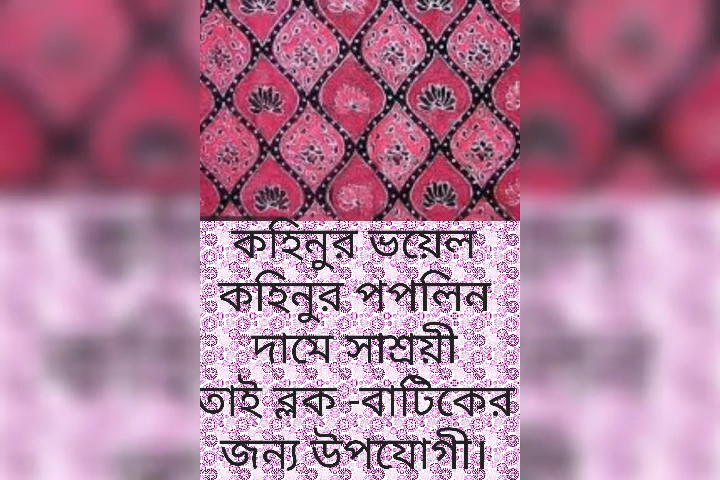 কহিনুর ভয়েল
কহিনুর পপলিন
দামে সাশ্রয়ী
তাই ব্লক -বাটিকের
জন্য উপযোগী।